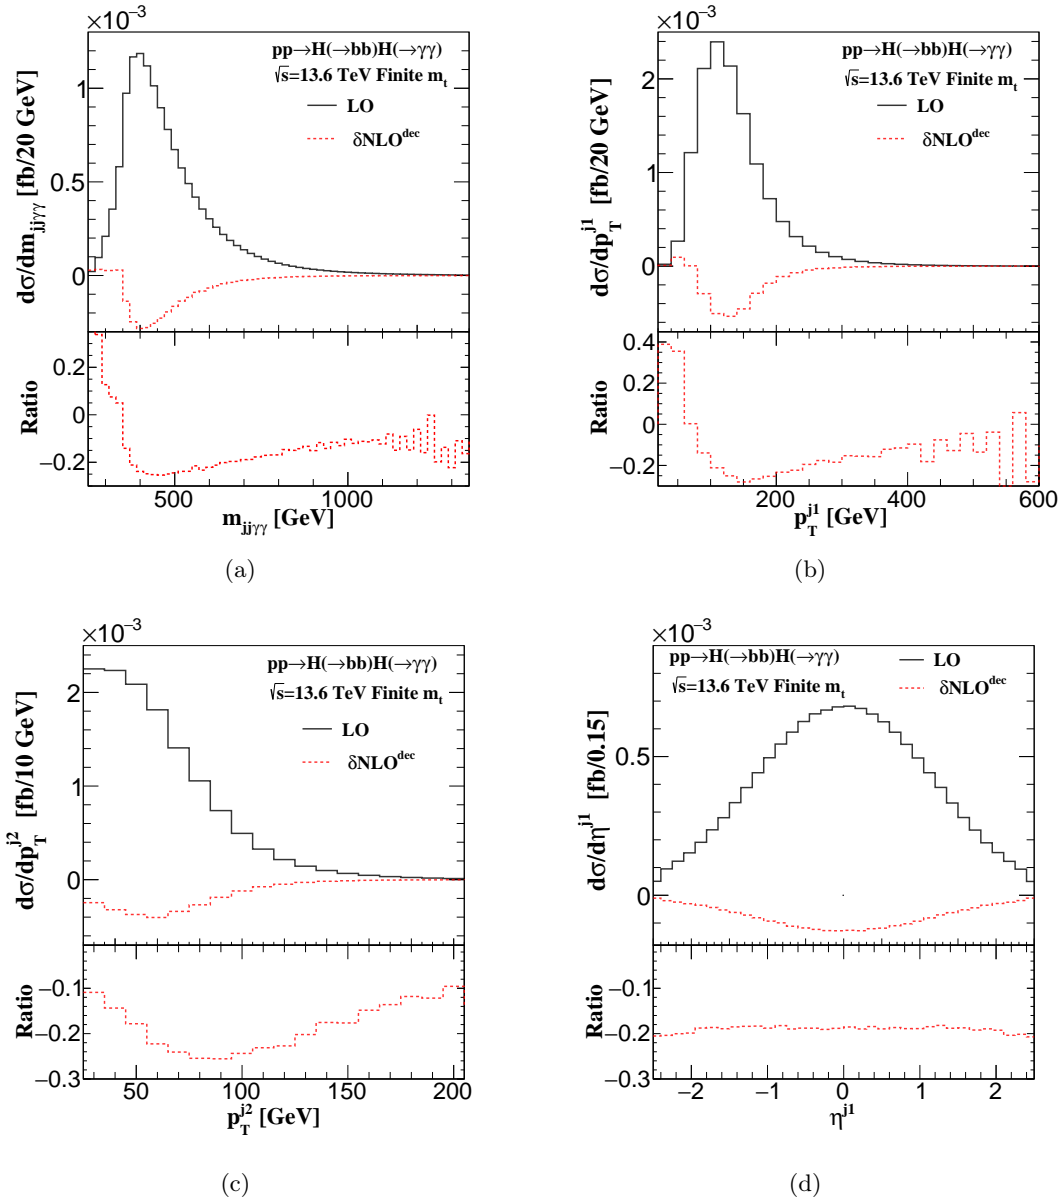 ×10⁻³
pp→H(→bb)H(→γγ)
√s=13.6 TeV Finite mₜ
LO
δNLO^dec
dσ/dm_jjγγ [fb/20 GeV]
1
0.5
0
Ratio
0.2
0
−0.2
500
1000
m_jjγγ [GeV]
(a)
×10⁻³
pp→H(→bb)H(→γγ)
√s=13.6 TeV Finite mₜ
LO
δNLO^dec
dσ/dp_T^j1 [fb/20 GeV]
2
1
0
Ratio
0.4
0.2
0
−0.2
200
400
600
p_T^j1 [GeV]
(b)
×10⁻³
pp→H(→bb)H(→γγ)
√s=13.6 TeV Finite mₜ
LO
δNLO^dec
dσ/dp_T^j2 [fb/10 GeV]
2
1
0
Ratio
−0.1
−0.2
−0.3
50
100
150
200
p_T^j2 [GeV]
(c)
×10⁻³
pp→H(→bb)H(→γγ)
√s=13.6 TeV Finite mₜ
LO
δNLO^dec
dσ/dη^j1 [fb/0.15]
0.5
0
Ratio
−0.1
−0.2
−0.3
−2
−1
0
1
2
η^j1
(d)